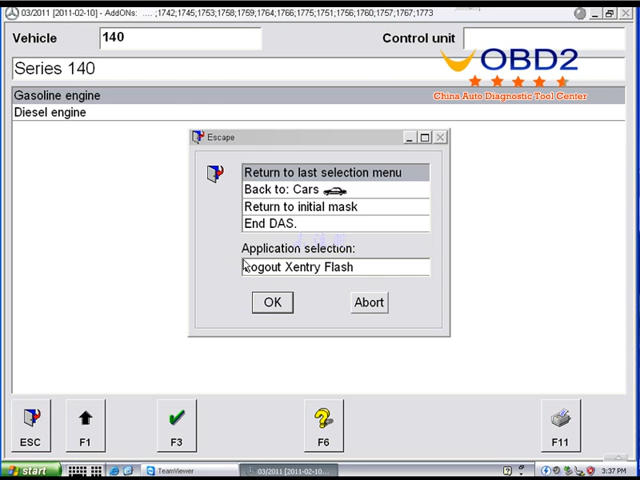 03/2011 [2011-02-10] - AddONs: .... ;1742;1745;1753;1758;1759;1764;1766;1775;1751;1756;1760;1757;1767;1773
Vehicle 140 Control unit
OBD2
China Auto Diagnostic Tool Center
Series 140
Gasoline engine
Diesel engine
Escape
Return to last selection menu
Back to: Cars
Return to initial mask
End DAS.
Application selection:
Logout Xentry Flash
OK Abort
ESC F1 F3 F6 F11
start TeamViewer 03/2011 [2011-02-10... 3:37 PM